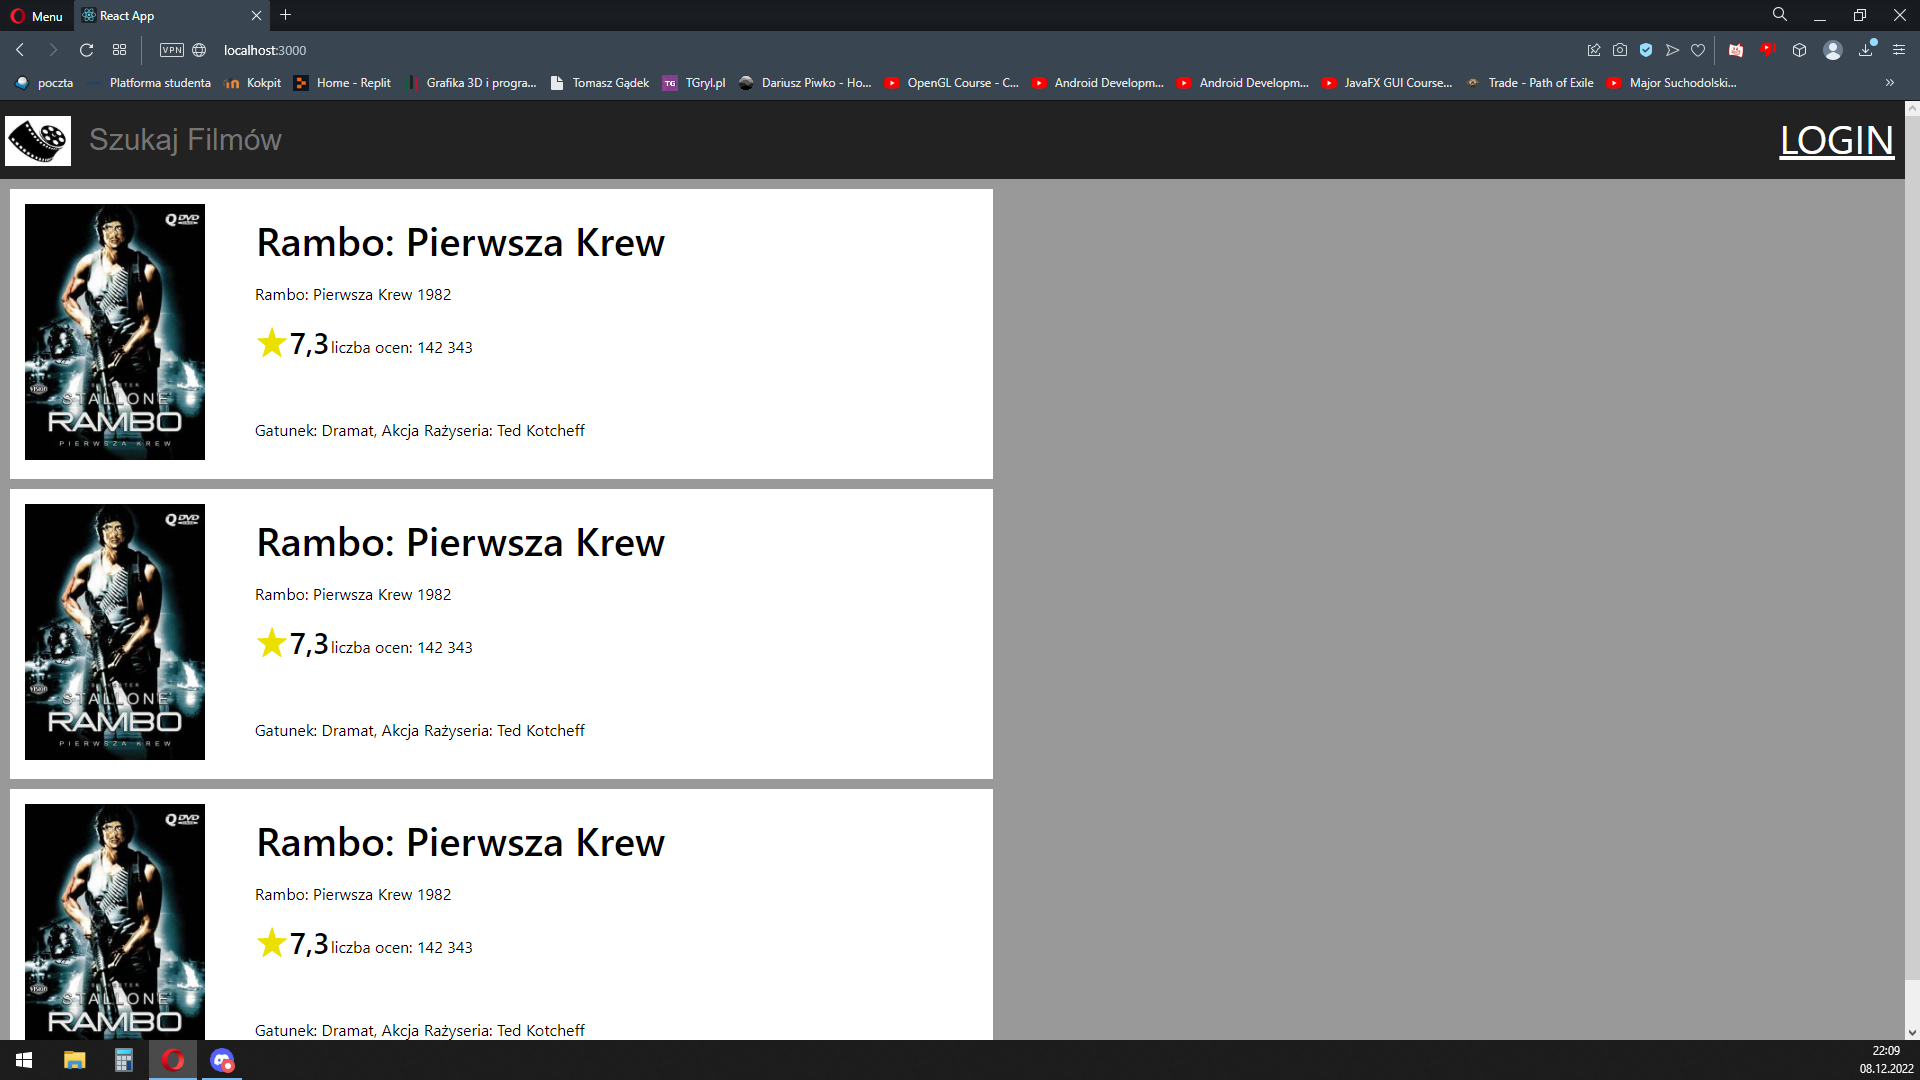 Menu
React App
VPN
localhost:3000
poczta
Platforma studenta
Kokpit
Home - Replit
Grafika 3D i progra...
Tomasz Gądek
TG
TGryl.pl
Dariusz Piwko - Ho...
OpenGL Course - C...
Android Developm...
Android Developm...
JavaFX GUI Course...
Trade - Path of Exile
Major Suchodolski...
Szukaj Filmów
LOGIN
Q DVD
STALLONE
RAMBO
PIERWSZA KREW
Rambo: Pierwsza Krew
Rambo: Pierwsza Krew 1982
7,3 liczba ocen: 142 343
Gatunek: Dramat, Akcja Rażyseria: Ted Kotcheff
Q DVD
STALLONE
RAMBO
PIERWSZA KREW
Rambo: Pierwsza Krew
Rambo: Pierwsza Krew 1982
7,3 liczba ocen: 142 343
Gatunek: Dramat, Akcja Rażyseria: Ted Kotcheff
Q DVD
STALLONE
RAMBO
Rambo: Pierwsza Krew
Rambo: Pierwsza Krew 1982
7,3 liczba ocen: 142 343
Gatunek: Dramat, Akcja Rażyseria: Ted Kotcheff
22:09
08.12.2022